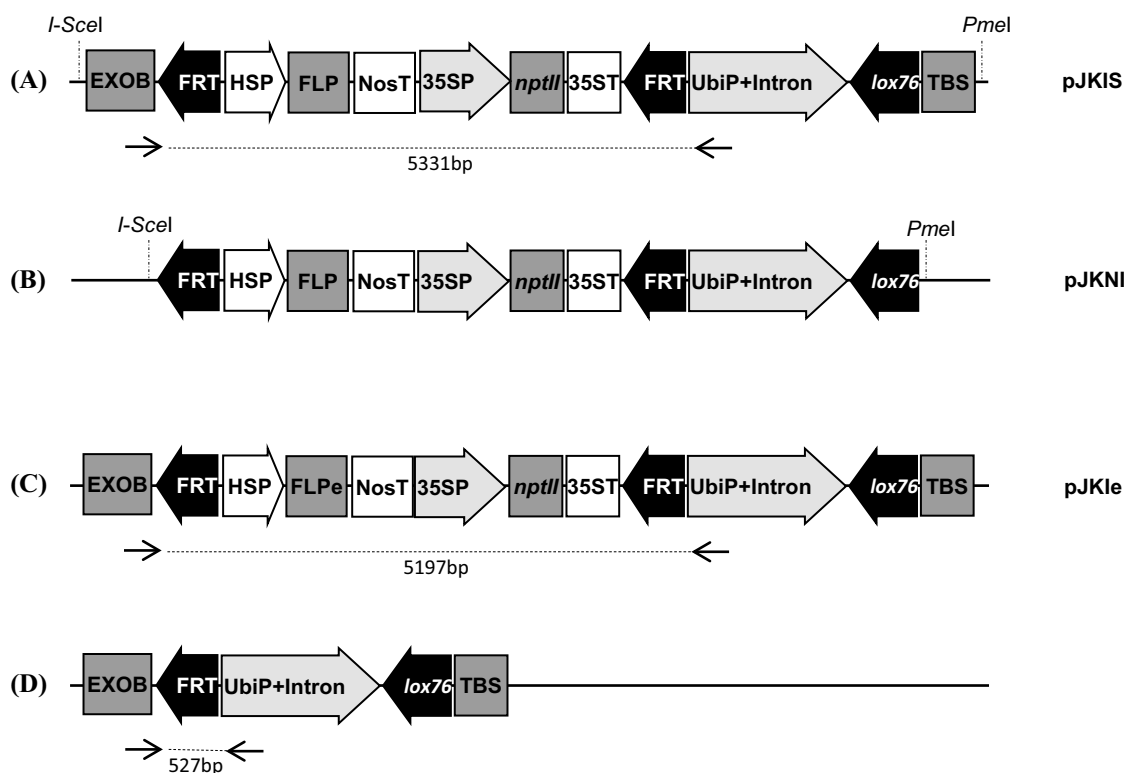 I-SceI PmeI
(A) EXOB FRT HSP FLP NosT 35SP nptII 35ST FRT UbiP+Intron lox76 TBS pJKIS
5331bp
I-SceI PmeI
(B) FRT HSP FLP NosT 35SP nptII 35ST FRT UbiP+Intron lox76 pJKNI
(C) EXOB FRT HSP FLPe NosT 35SP nptII 35ST FRT UbiP+Intron lox76 TBS pJKIe
5197bp
(D) EXOB FRT UbiP+Intron lox76 TBS
527bp